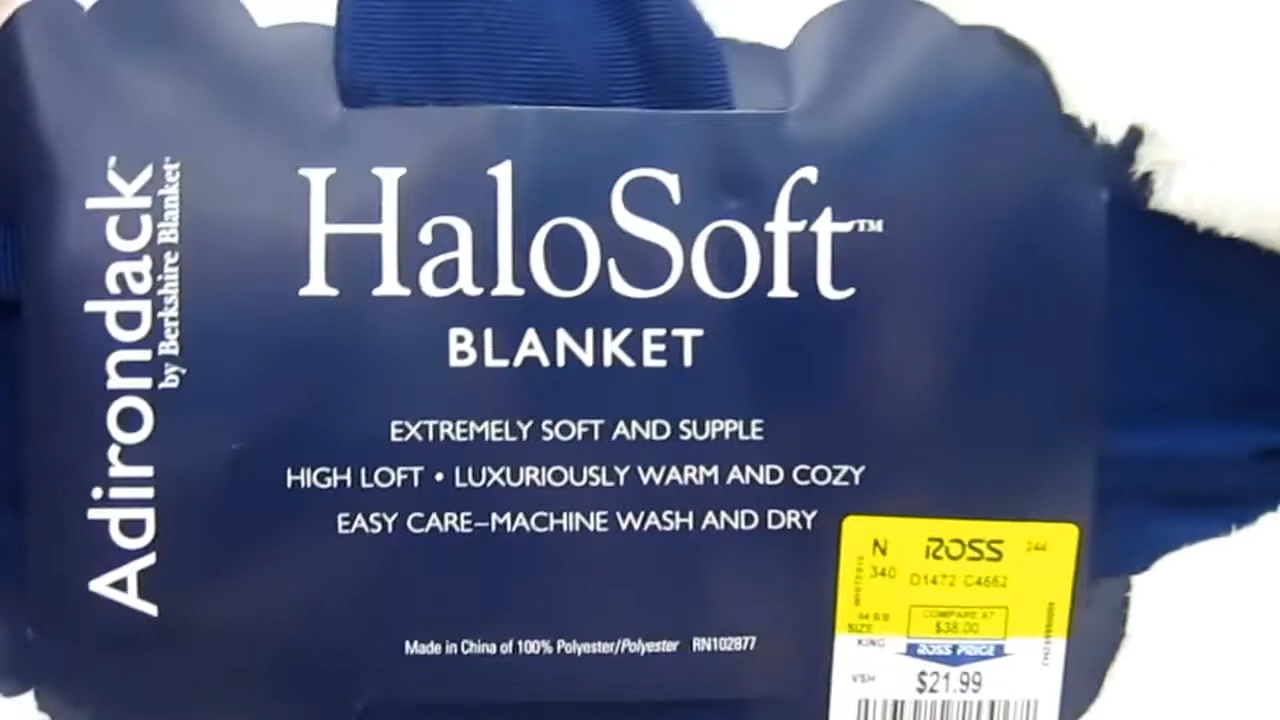 Adirondack™
by Berkshire Blanket®
HaloSoft™
BLANKET
EXTREMELY SOFT AND SUPPLE
HIGH LOFT • LUXURIOUSLY WARM AND COZY
EASY CARE–MACHINE WASH AND DRY
Made in China of 100% Polyester/Polyester RN102877
N ROSS 244
340 D1472 C4662
COMPARE AT
$38.00
SIZE
KING
ROSS PRICE
VSH $21.99